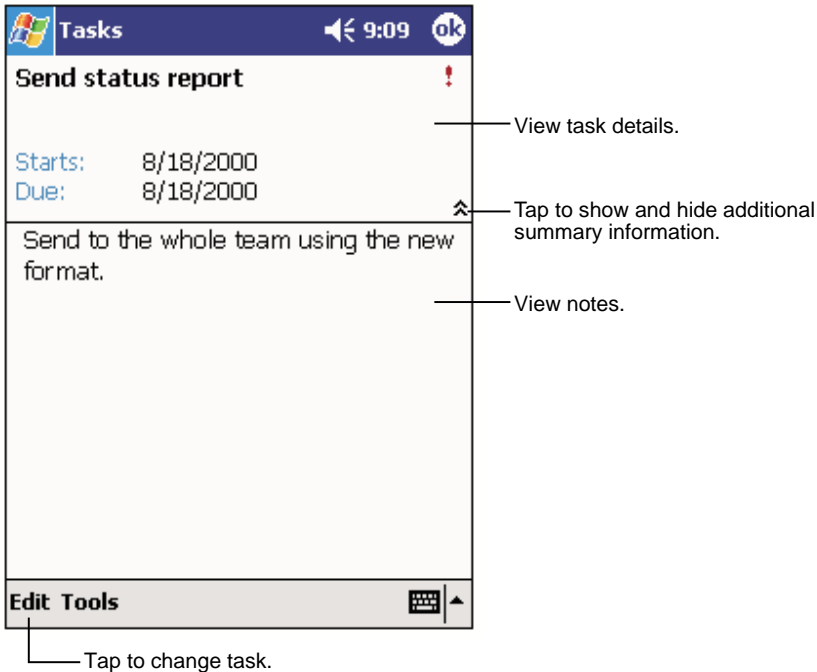 Tasks 9:09 ok
Send status report !
View task details.
Starts: 8/18/2000
Due: 8/18/2000
Tap to show and hide additional
summary information.
Send to the whole team using the new
format.
View notes.
Edit Tools
Tap to change task.